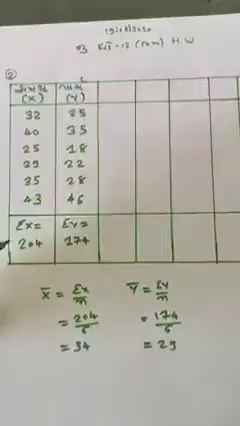 ②
(X) (Y)
32 25
40 35
25 18
29 22
35 28
43 46
Σx= Σy=
204 174
X̄ = Σx/n Ȳ = Σy/n
= 204/6 = 174/6
= 34 = 29